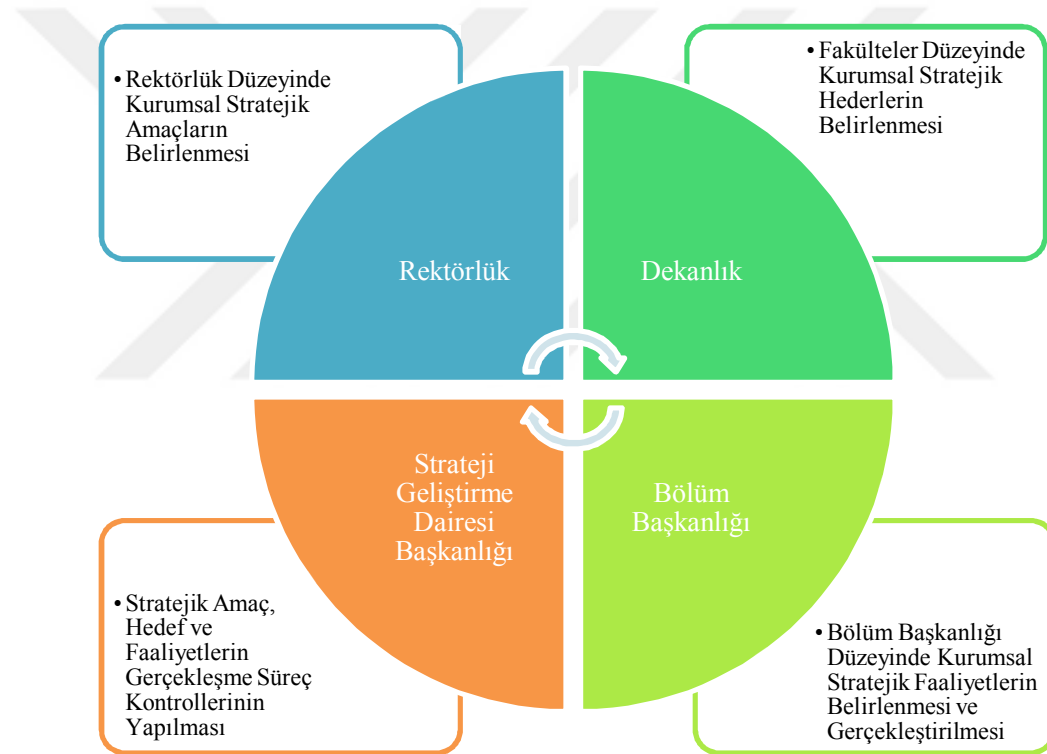 • Rektörlük Düzeyinde
Kurumsal Stratejik
Amaçların
Belirlenmesi
• Fakülteler Düzeyinde
Kurumsal Stratejik
Hederlerin
Belirlenmesi
Rektörlük
Dekanlık
Strateji
Geliştirme
Dairesi
Başkanlığı
Bölüm
Başkanlığı
• Stratejik Amaç,
Hedef ve
Faaliyetlerin
Gerçekleşme Süreç
Kontrollerinin
Yapılması
• Bölüm Başkanlığı
Düzeyinde Kurumsal
Stratejik Faaliyetlerin
Belirlenmesi ve
Gerçekleştirilmesi